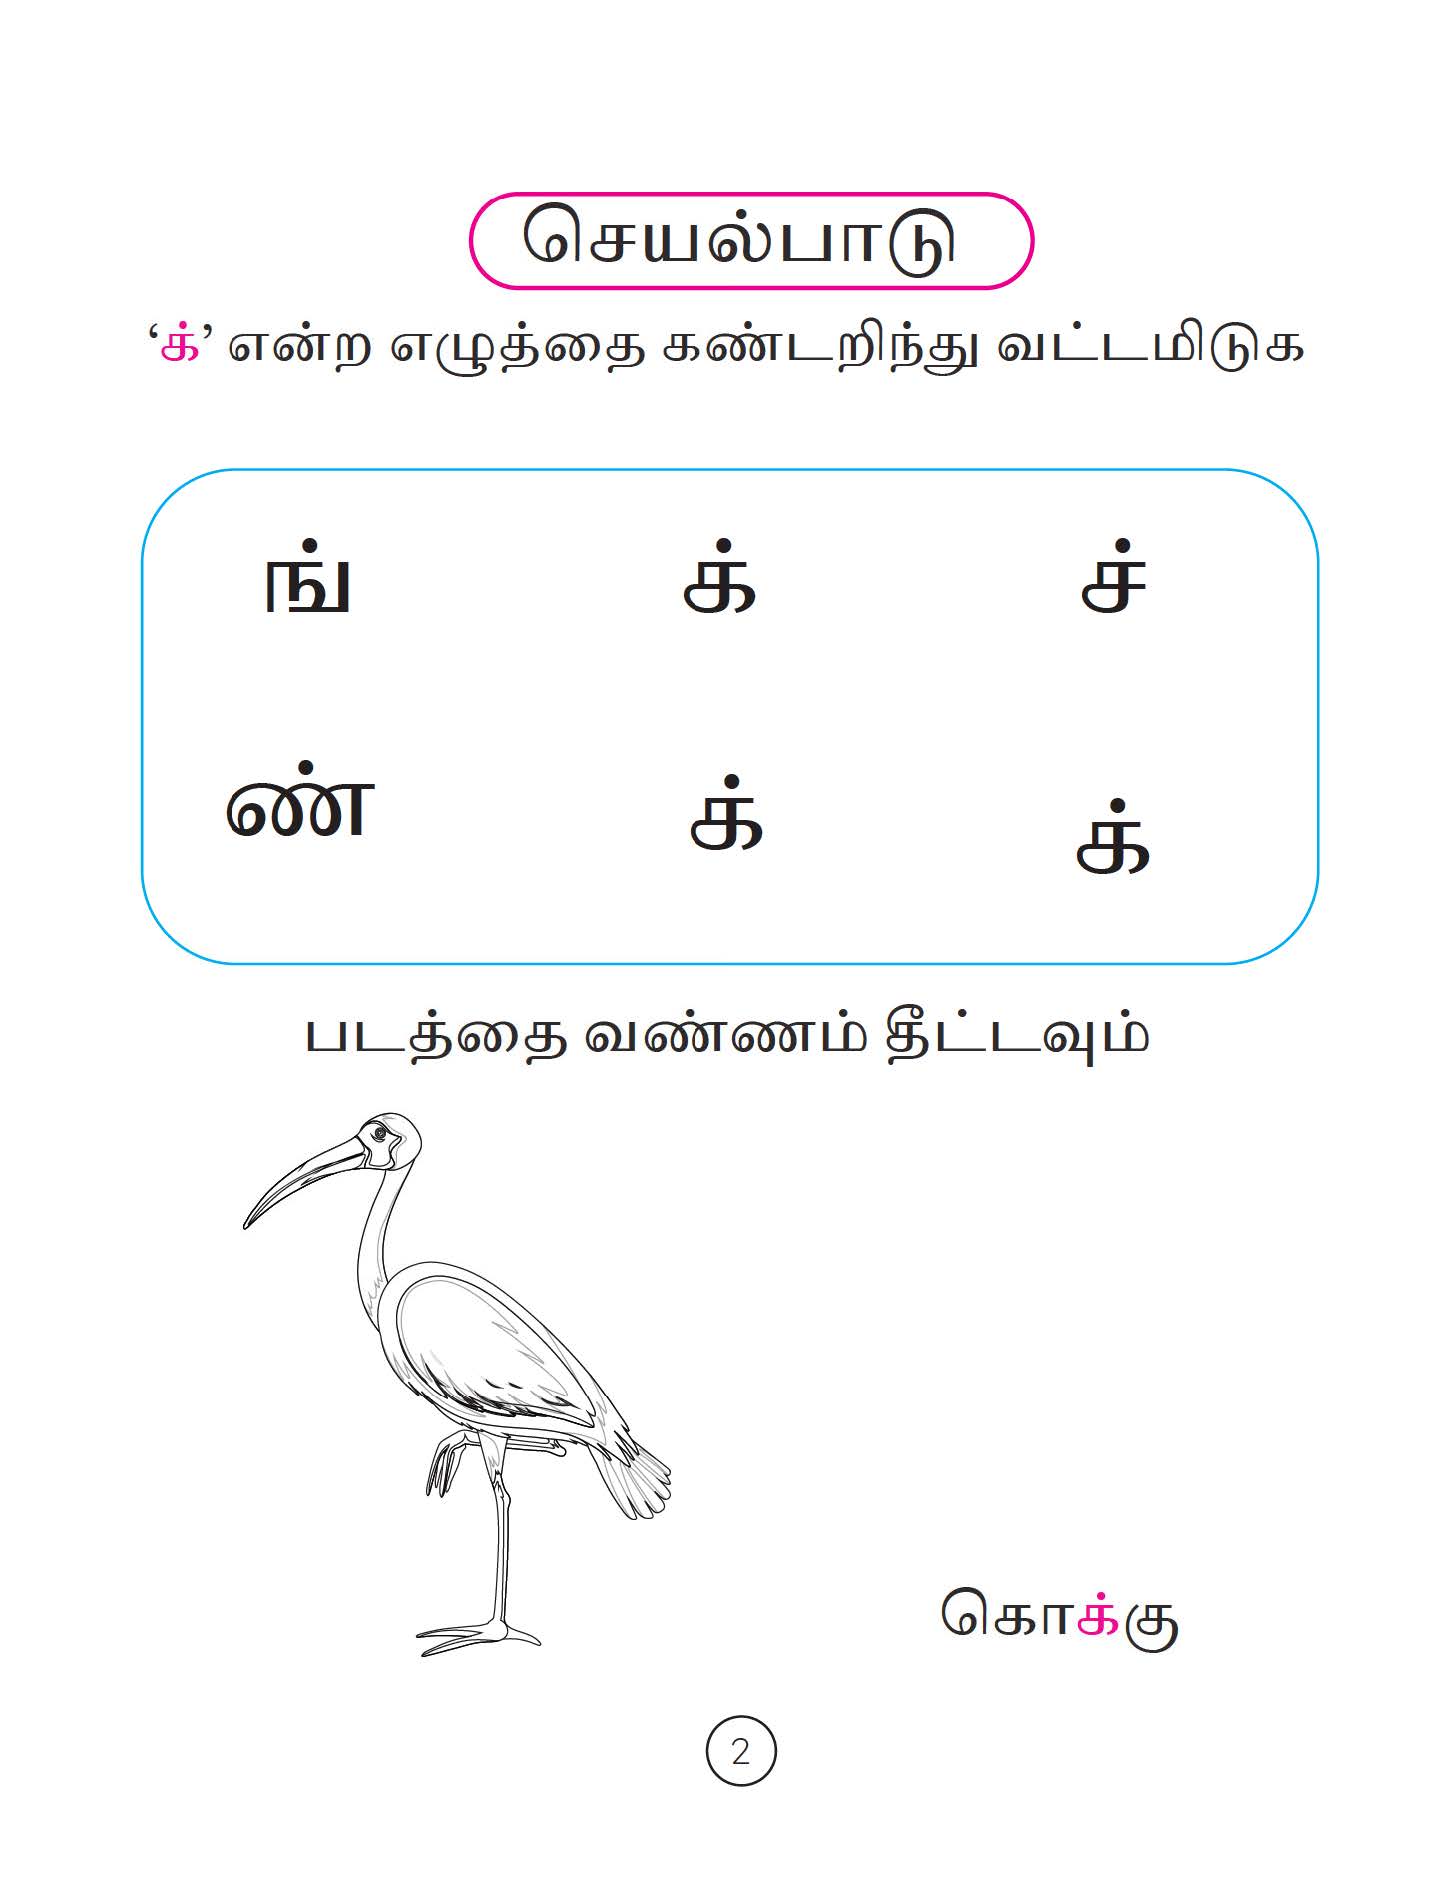 செயல்பாடு
‘க்’ என்ற எழுத்தை கண்டறிந்து வட்டமிடுக
ங் க் ச்
ண் க் க்
படத்தை வண்ணம் தீட்டவும்
கொக்கு
2